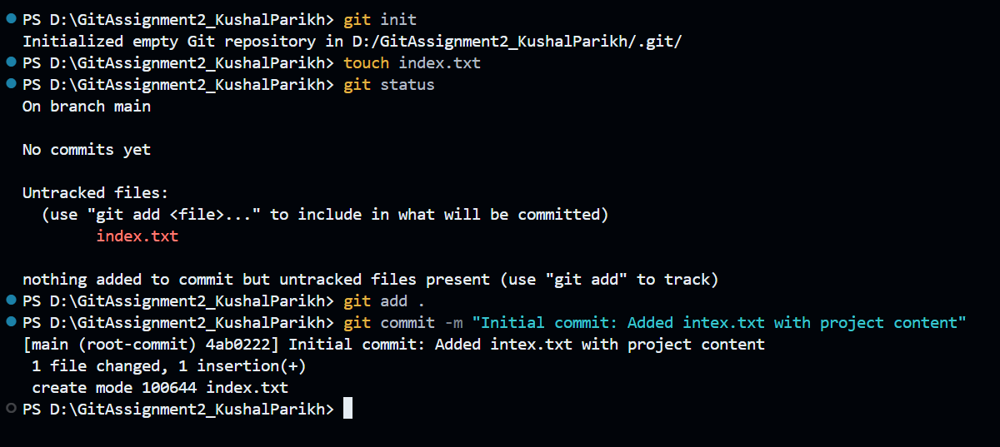 PS D:\GitAssignment2_KushalParikh> git init
Initialized empty Git repository in D:/GitAssignment2_KushalParikh/.git/
PS D:\GitAssignment2_KushalParikh> touch index.txt
PS D:\GitAssignment2_KushalParikh> git status
On branch main
No commits yet
Untracked files:
  (use "git add <file>..." to include in what will be committed)
        index.txt
nothing added to commit but untracked files present (use "git add" to track)
PS D:\GitAssignment2_KushalParikh> git add .
PS D:\GitAssignment2_KushalParikh> git commit -m "Initial commit: Added intex.txt with project content"
[main (root-commit) 4ab0222] Initial commit: Added intex.txt with project content
 1 file changed, 1 insertion(+)
 create mode 100644 index.txt
PS D:\GitAssignment2_KushalParikh>